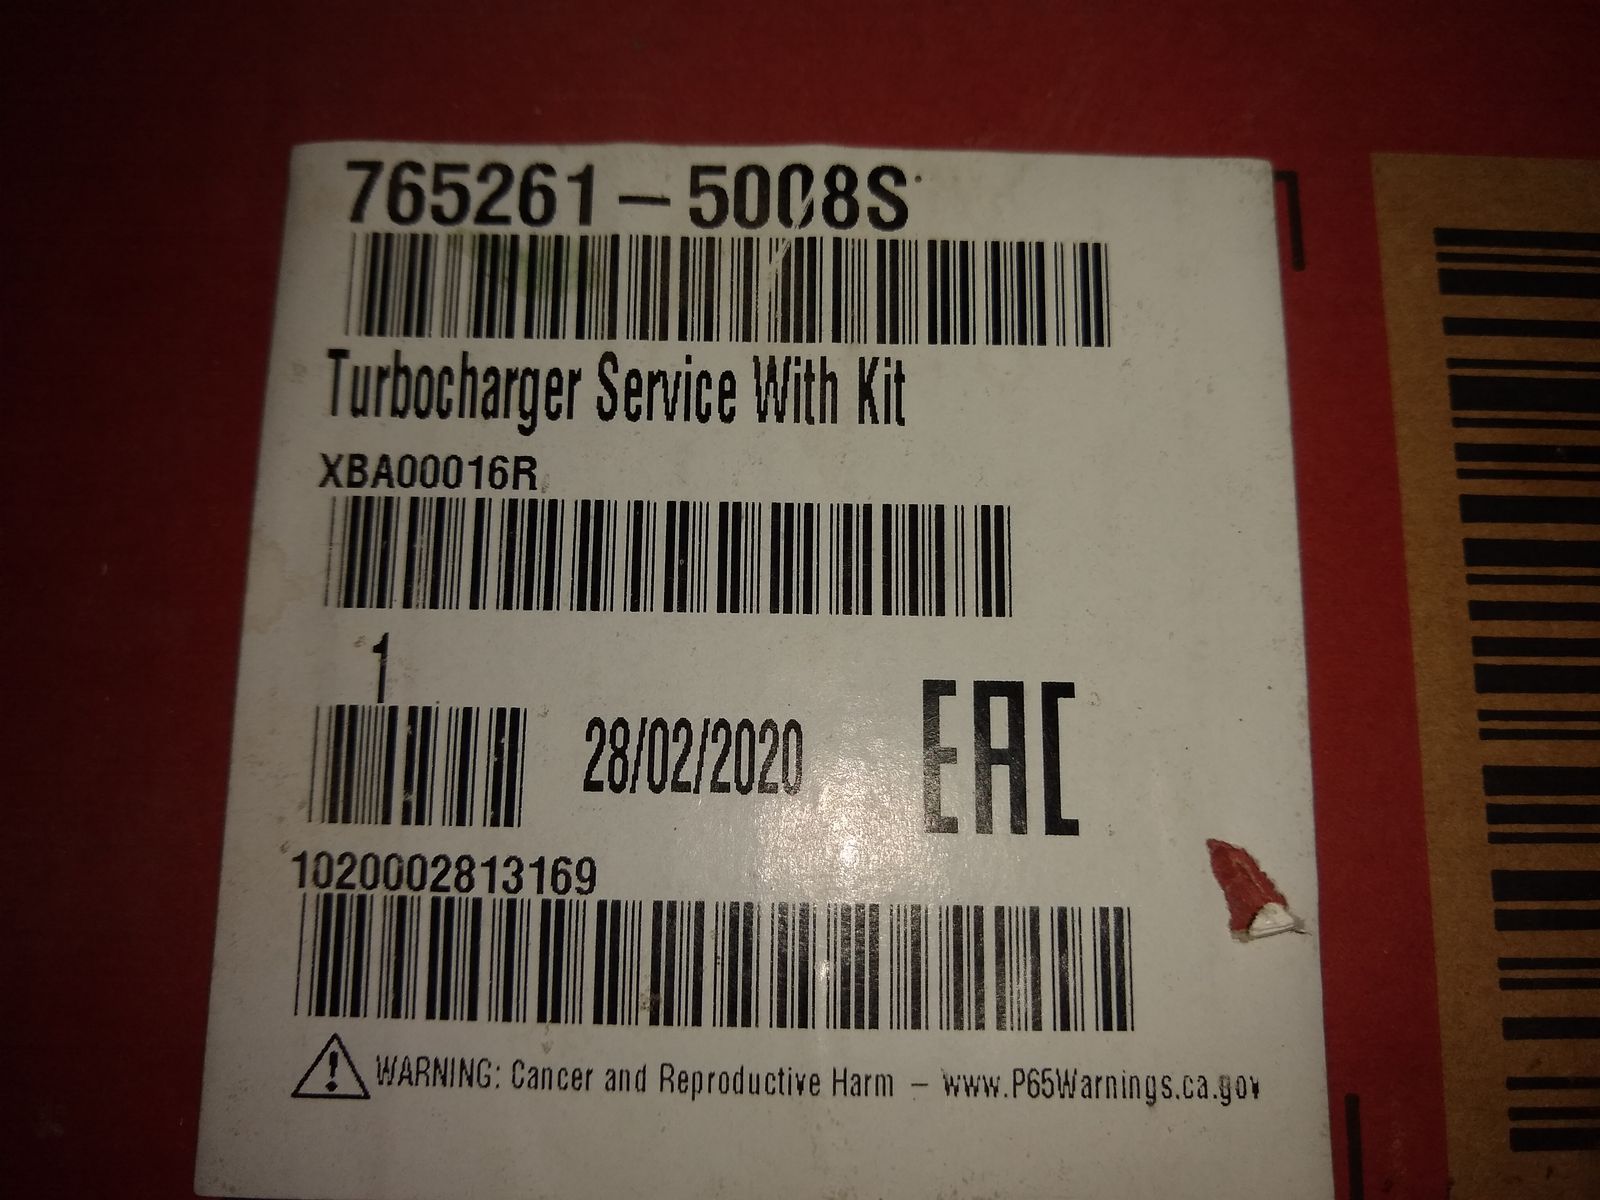 765261-5008S
Turbocharger Service With Kit
XBA00016R
1
28/02/2020
EAC
1020002813169
WARNING: Cancer and Reproductive Harm - www.P65Warnings.ca.gov